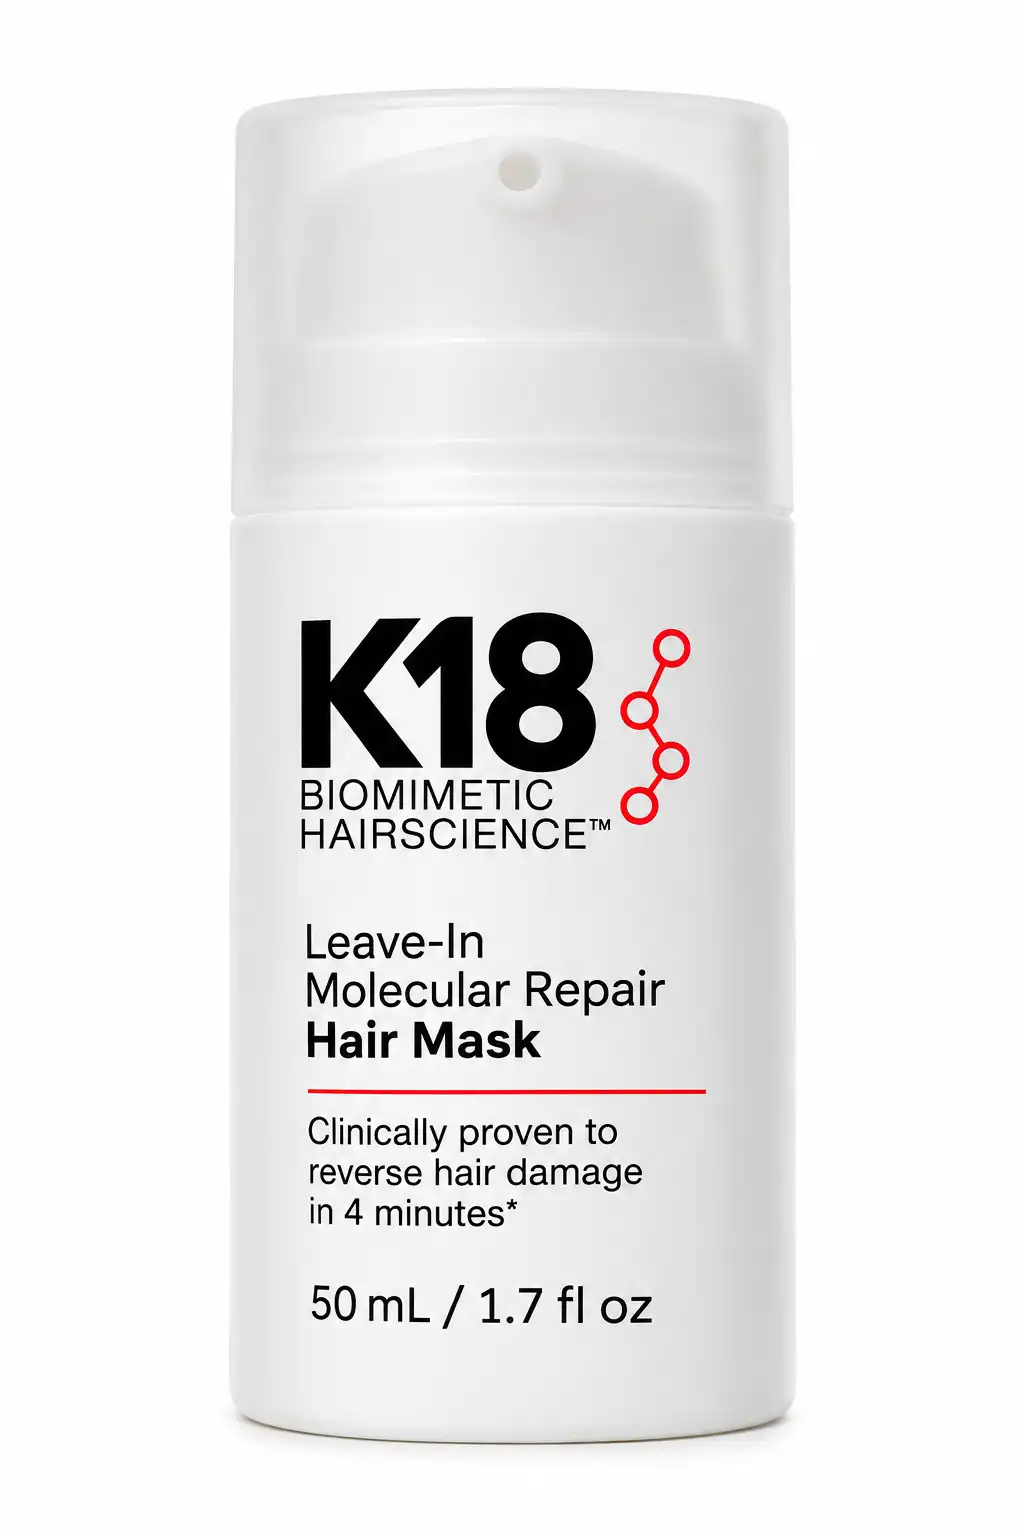 K18
BIOMIMETIC
HAIRSCIENCE™
Leave-In
Molecular Repair
Hair Mask
Clinically proven to
reverse hair damage
in 4 minutes*
50 mL / 1.7 fl oz